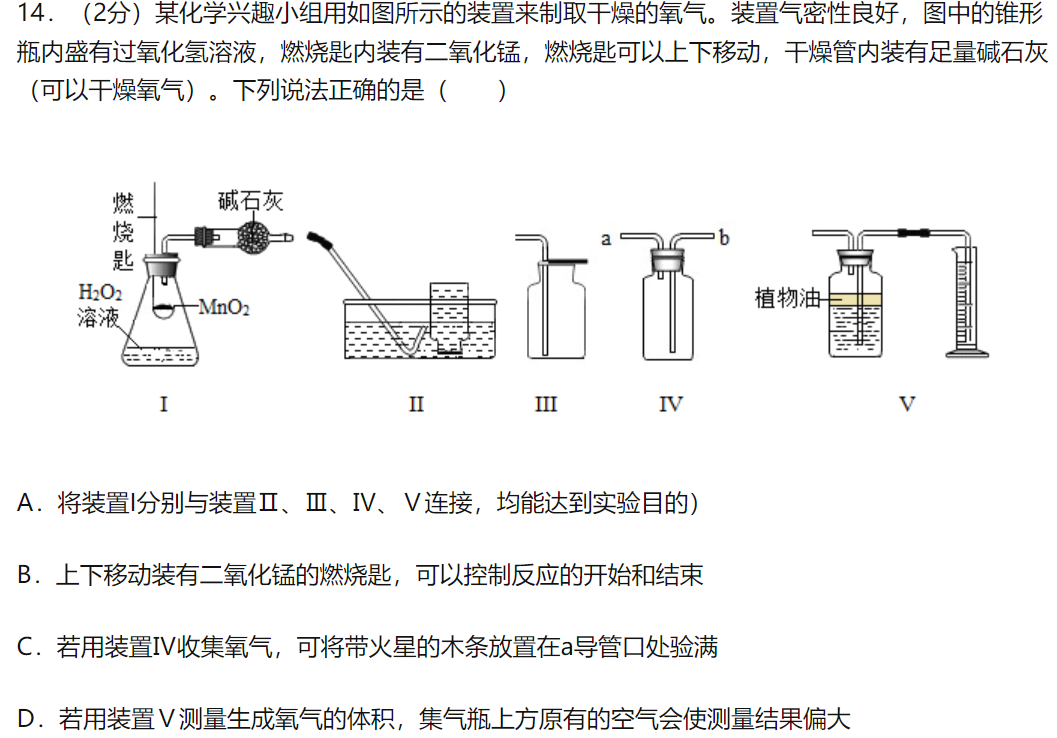 14．（2分）某化学兴趣小组用如图所示的装置来制取干燥的氧气。装置气密性良好，图中的锥形
瓶内盛有过氧化氢溶液，燃烧匙内装有二氧化锰，燃烧匙可以上下移动，干燥管内装有足量碱石灰
（可以干燥氧气）。下列说法正确的是（　　）
燃烧匙
碱石灰
H₂O₂
溶液
MnO₂
a
b
植物油
I
II
III
IV
V
A．将装置I分别与装置Ⅱ、Ⅲ、Ⅳ、Ⅴ连接，均能达到实验目的）
B．上下移动装有二氧化锰的燃烧匙，可以控制反应的开始和结束
C．若用装置Ⅳ收集氧气，可将带火星的木条放置在a导管口处验满
D．若用装置Ⅴ测量生成氧气的体积，集气瓶上方原有的空气会使测量结果偏大